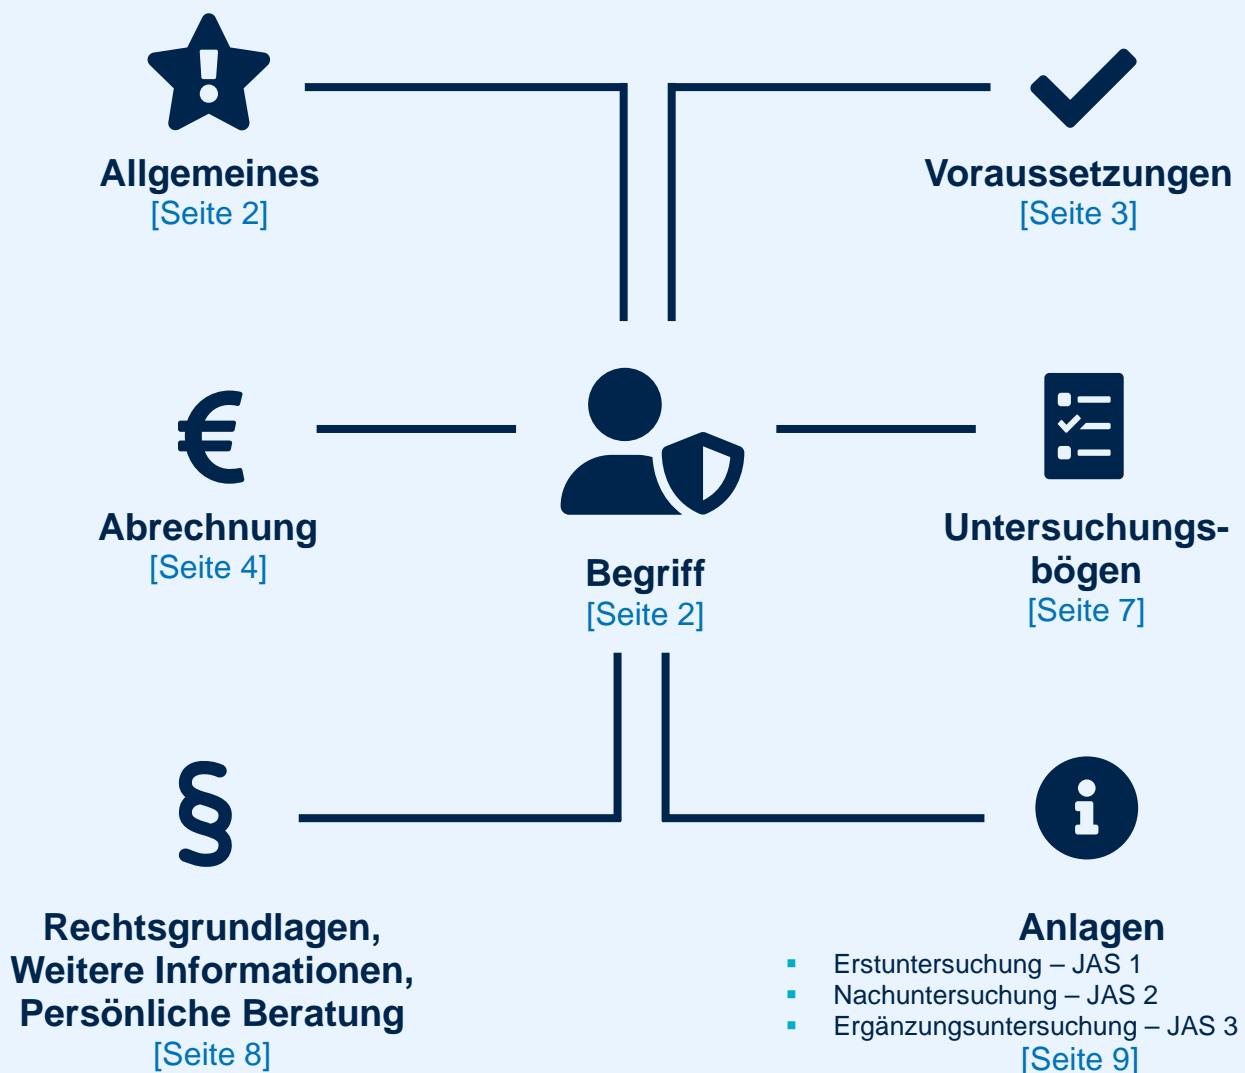 Allgemeines
[Seite 2]
Voraussetzungen
[Seite 3]
Abrechnung
[Seite 4]
Begriff
[Seite 2]
Untersuchungs-
bögen
[Seite 7]
Rechtsgrundlagen,
Weitere Informationen,
Persönliche Beratung
[Seite 8]
Anlagen
▪ Erstuntersuchung – JAS 1
▪ Nachuntersuchung – JAS 2
▪ Ergänzungsuntersuchung – JAS 3
[Seite 9]